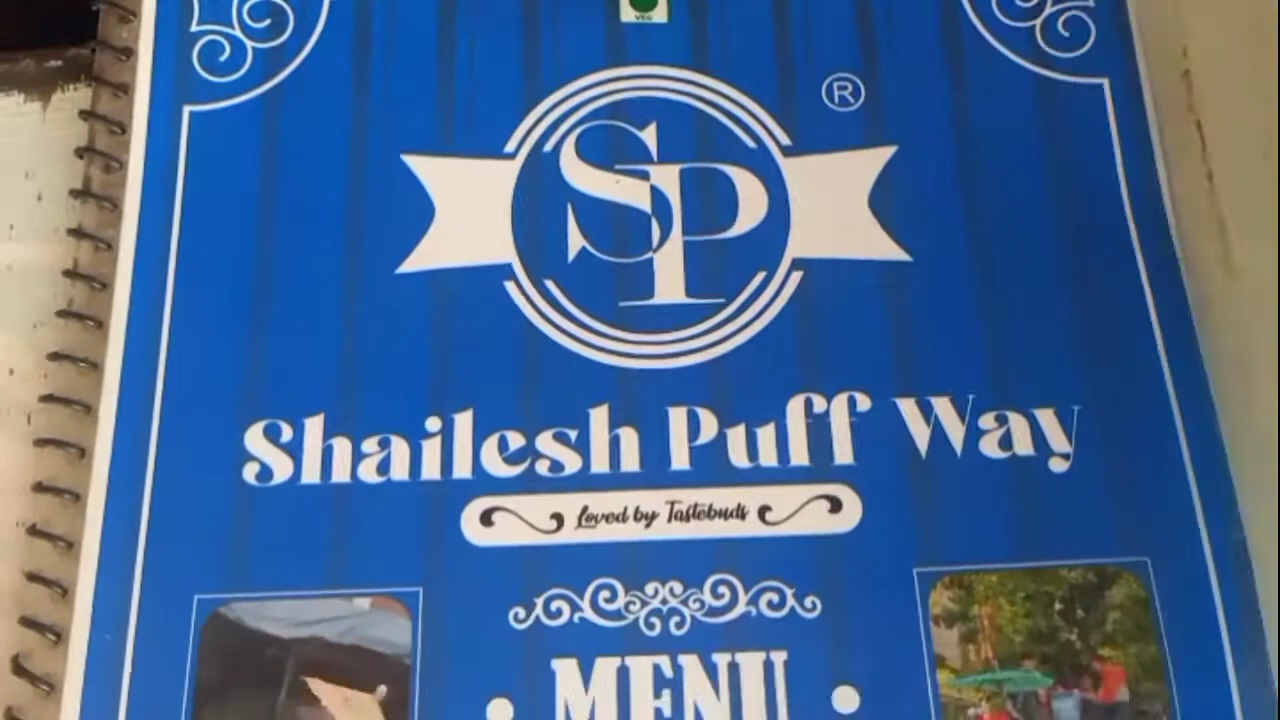 VEG
®
SP
Shailesh Puff Way
Loved by Tastebuds
• MENU •